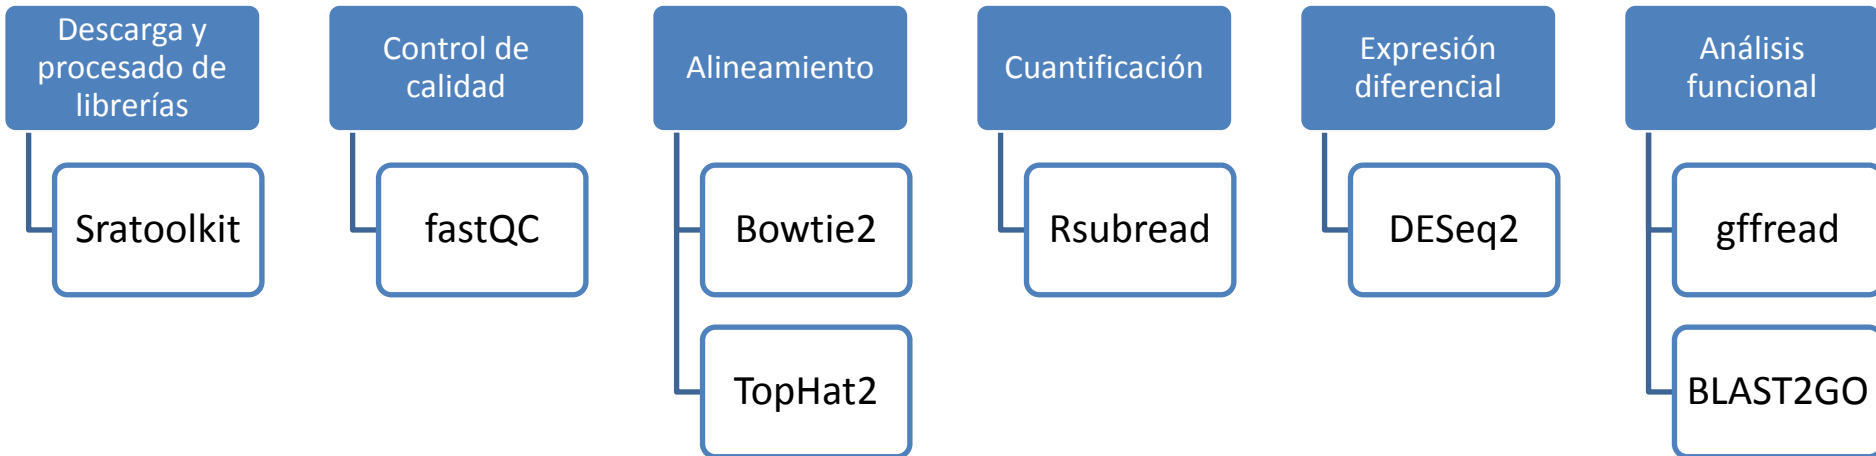 Descarga y
procesado de
librerías
Sratoolkit
Control de
calidad
fastQC
Alineamiento
Bowtie2
TopHat2
Cuantificación
Rsubread
Expresión
diferencial
DESeq2
Análisis
funcional
gffread
BLAST2GO